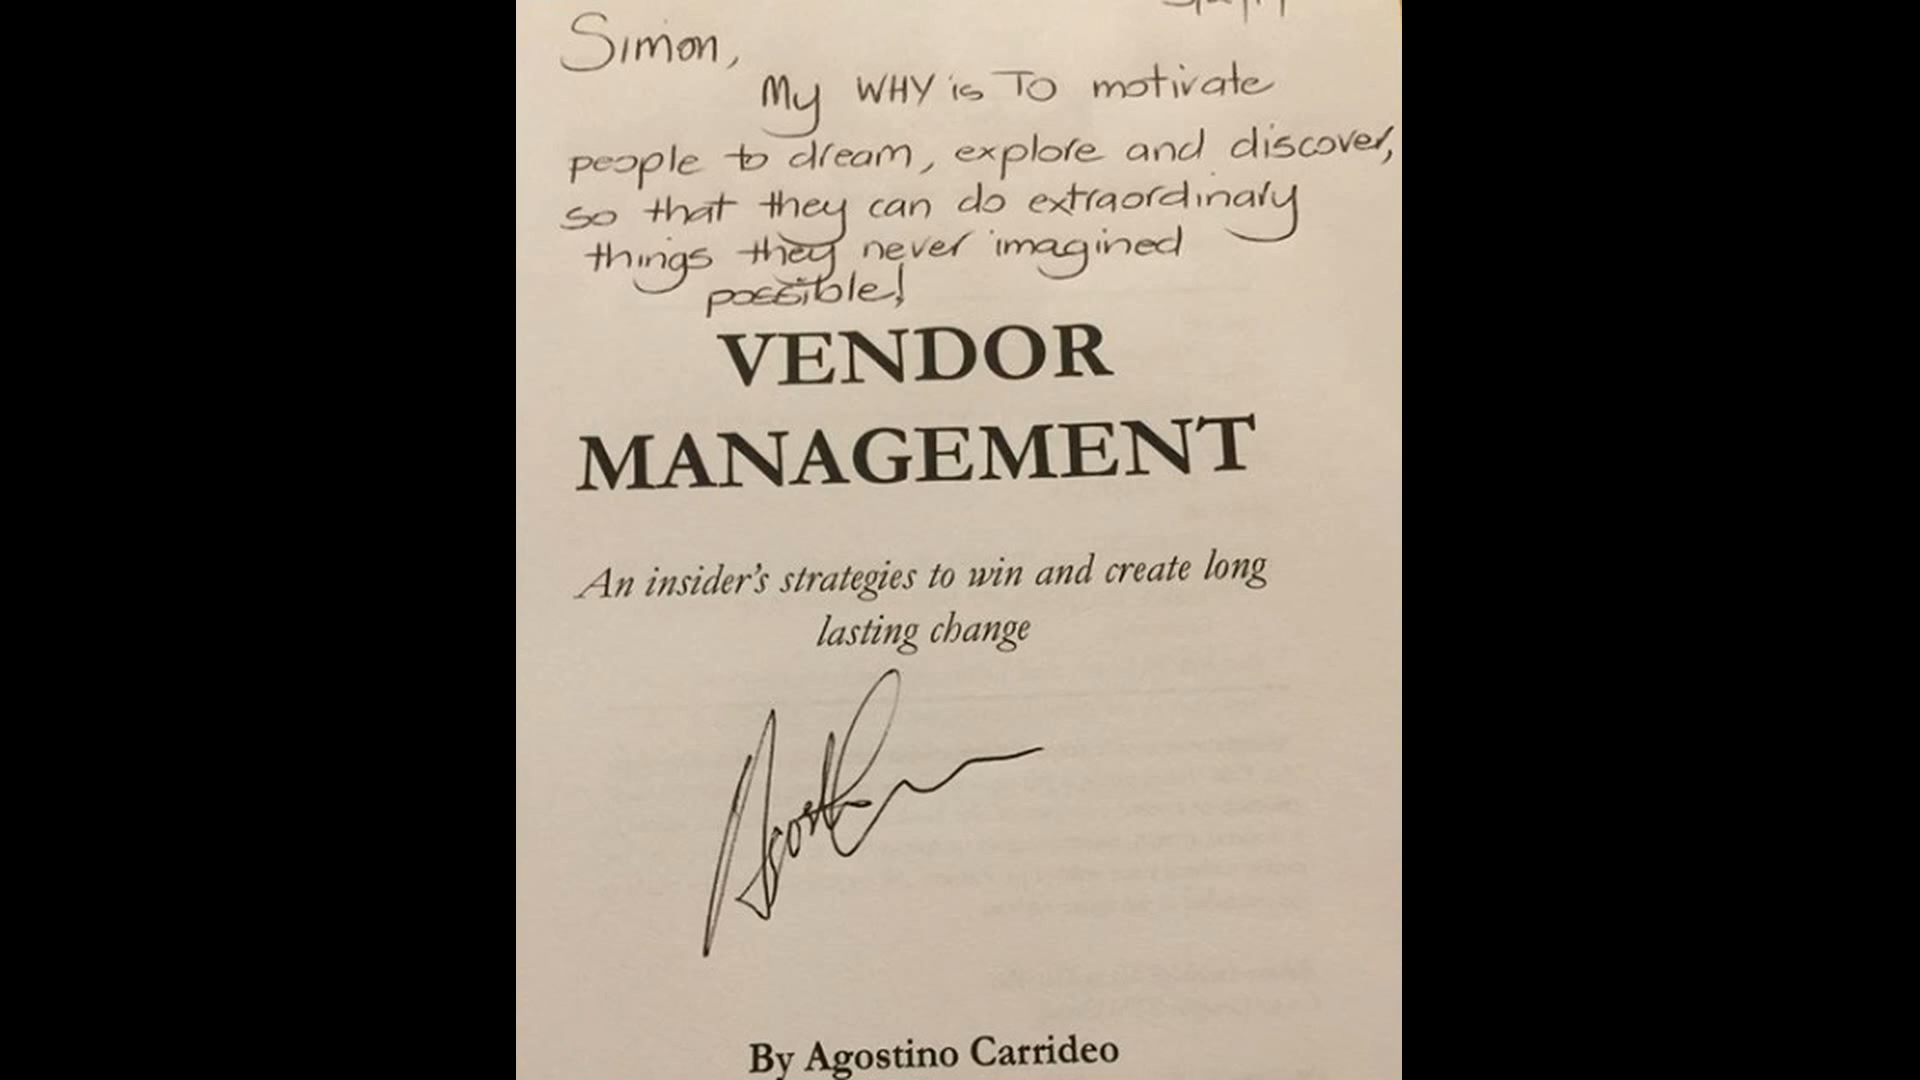 Simon,
My WHY is TO motivate
people to dream, explore and discover,
so that they can do extraordinary
things they never imagined
possible!
VENDOR
MANAGEMENT
An insider's strategies to win and create long
lasting change
By Agostino Carrideo